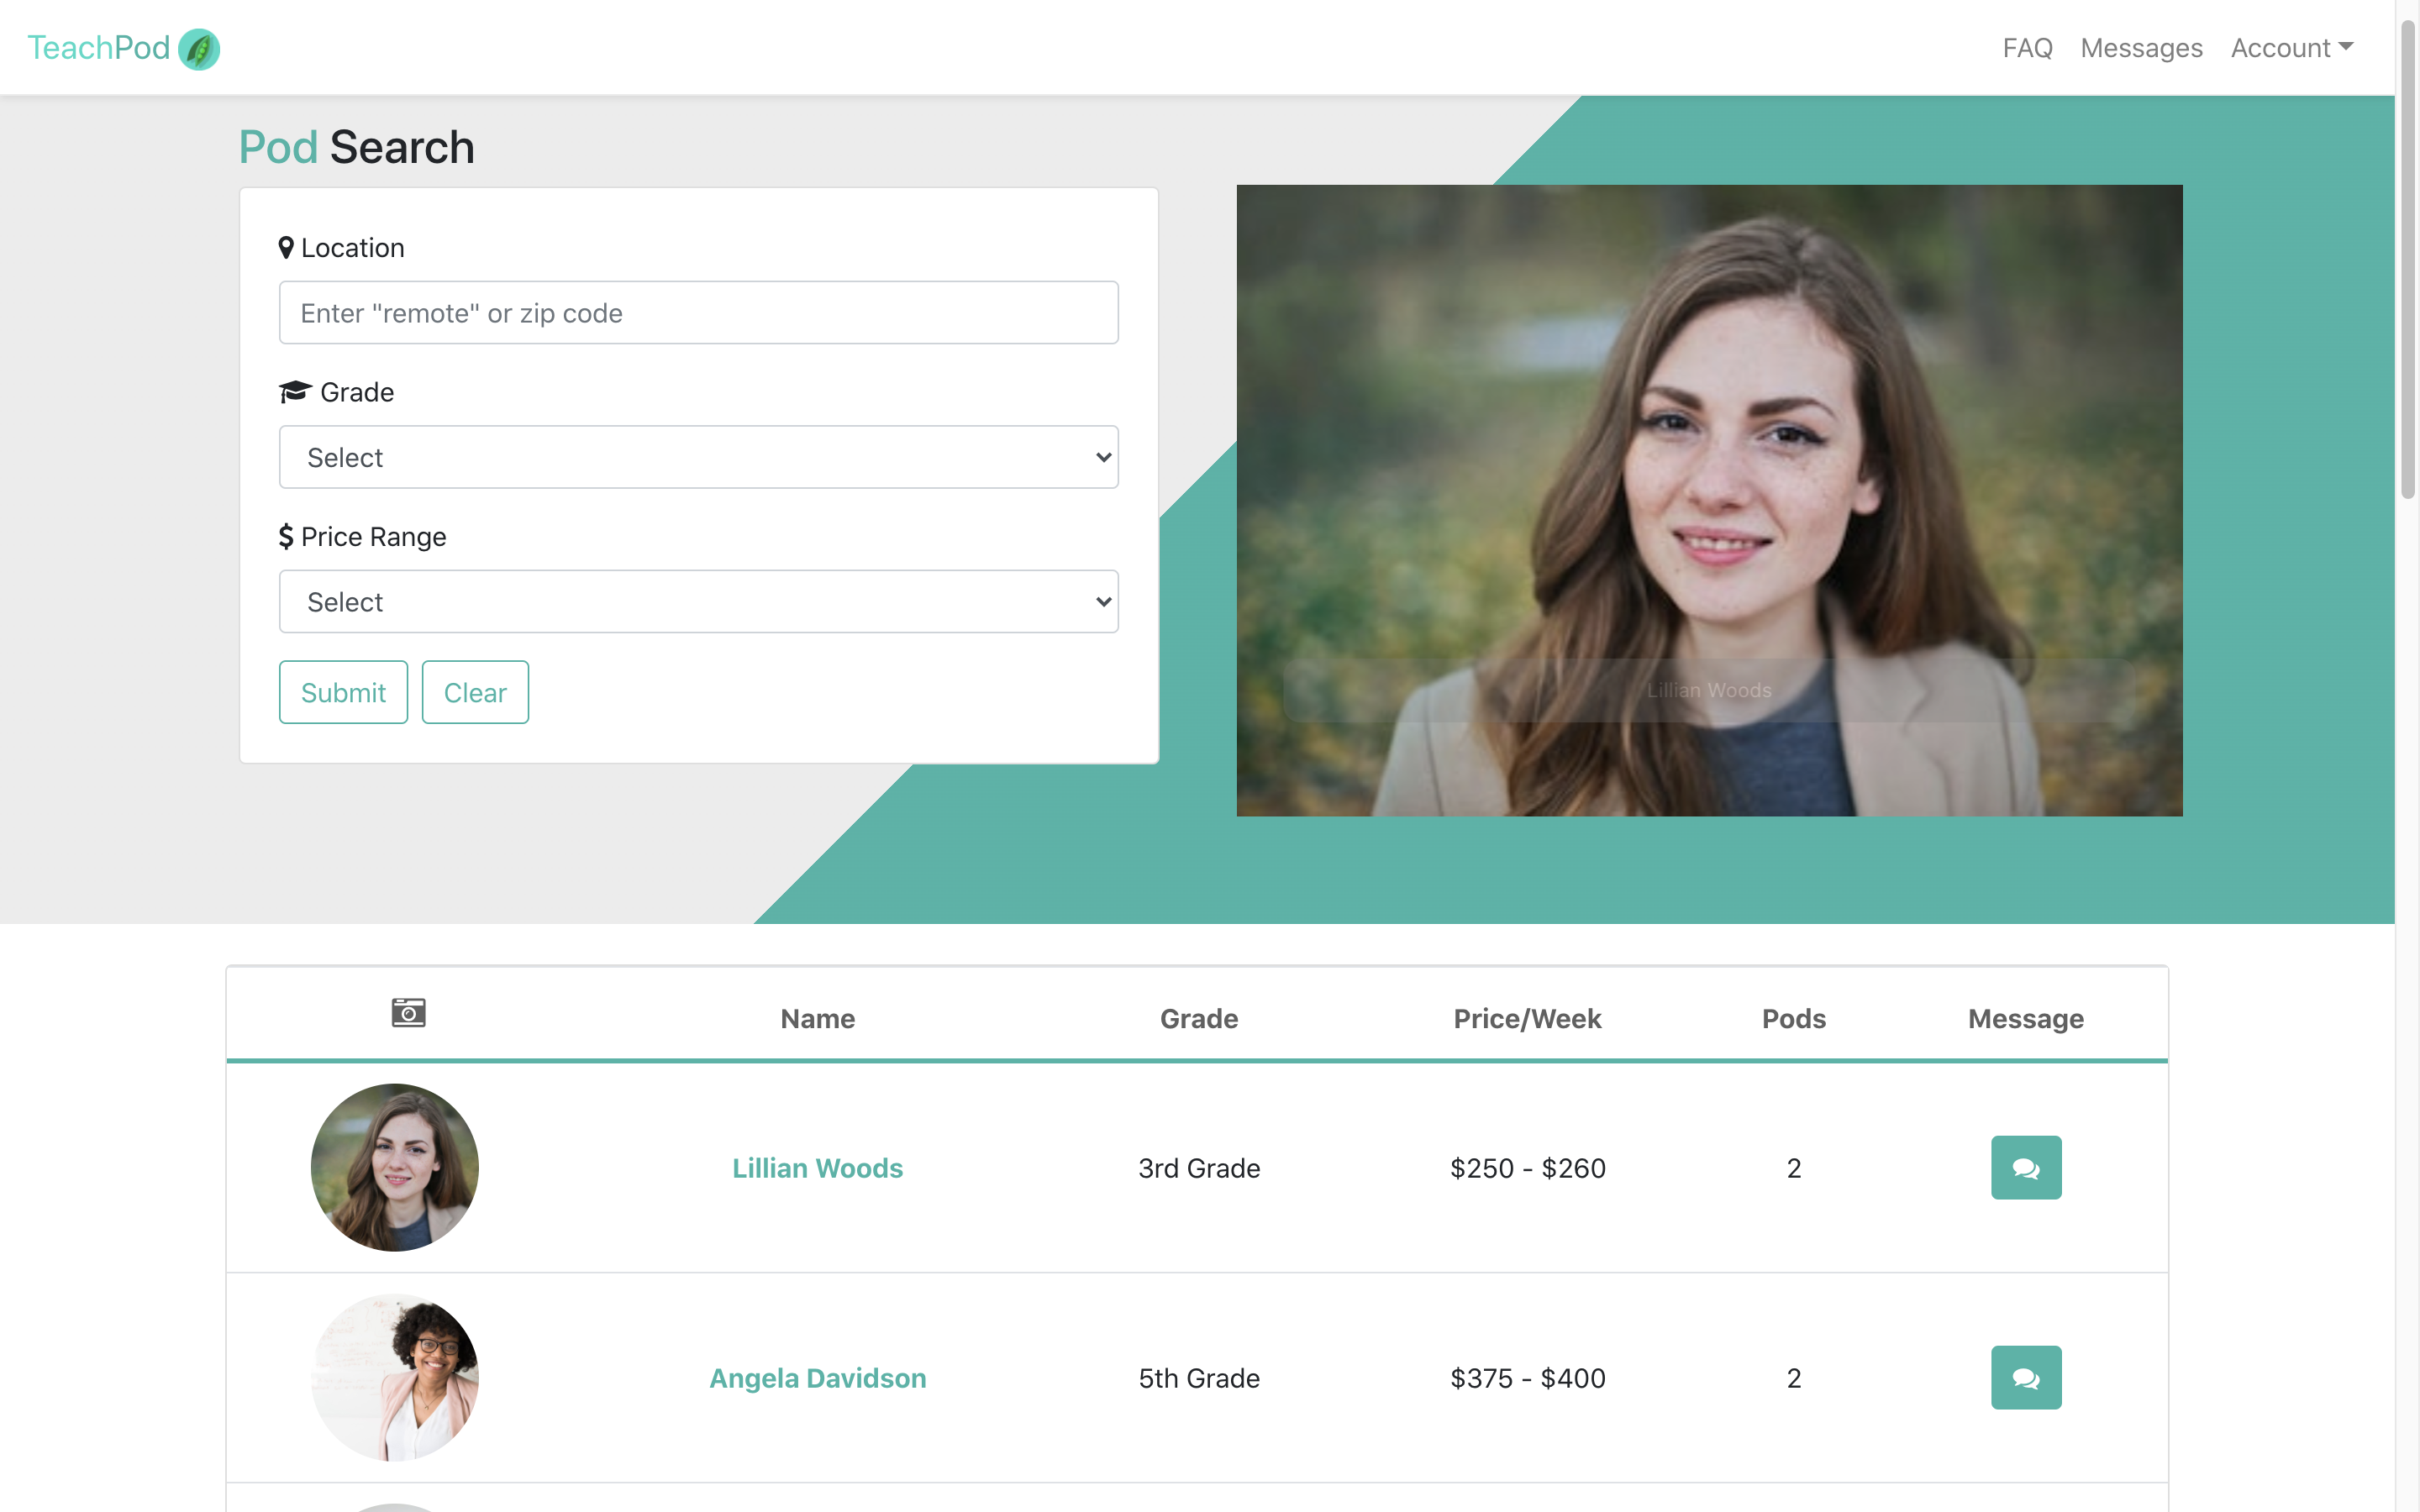 TeachPod
FAQ Messages Account
Pod Search
Location
Enter "remote" or zip code
Grade
Select
$ Price Range
Select
Submit Clear
Lillian Woods
Name Grade Price/Week Pods Message
Lillian Woods 3rd Grade $250 - $260 2
Angela Davidson 5th Grade $375 - $400 2